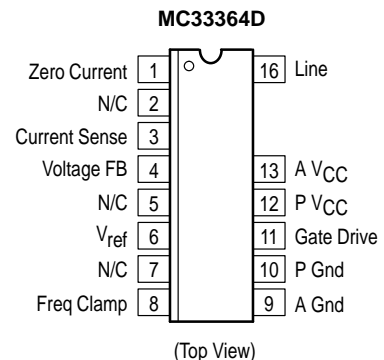 MC33364D
Zero Current 1 16 Line
N/C 2
Current Sense 3
Voltage FB 4 13 A VCC
N/C 5 12 P VCC
Vref 6 11 Gate Drive
N/C 7 10 P Gnd
Freq Clamp 8 9 A Gnd
(Top View)